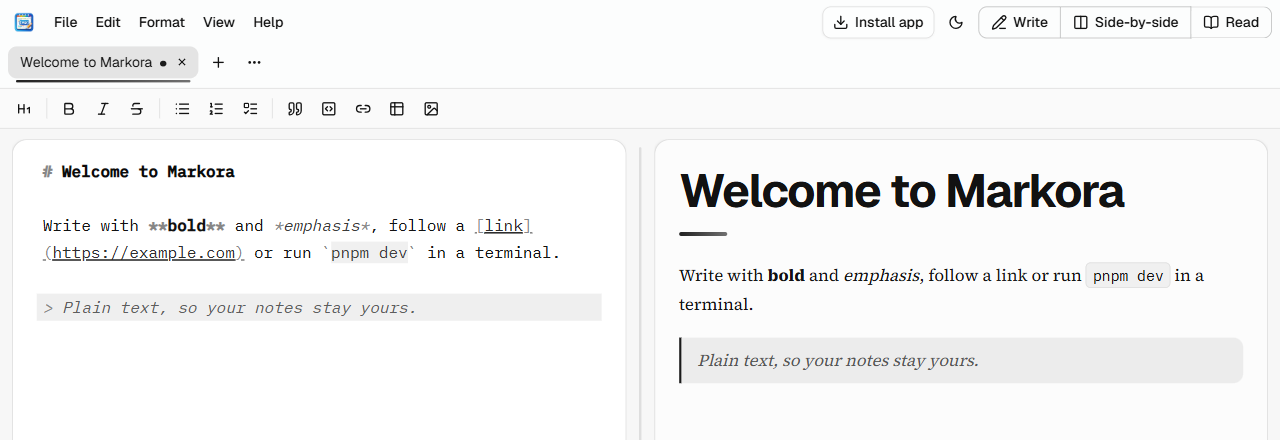 File Edit Format View Help Install app Write Side-by-side Read
Welcome to Markora
H1 B I S
# Welcome to Markora
Write with **bold** and *emphasis*, follow a [link]
(https://example.com) or run `pnpm dev` in a terminal.
> Plain text, so your notes stay yours.
Welcome to Markora
Write with bold and emphasis, follow a link or run pnpm dev in a
terminal.
Plain text, so your notes stay yours.